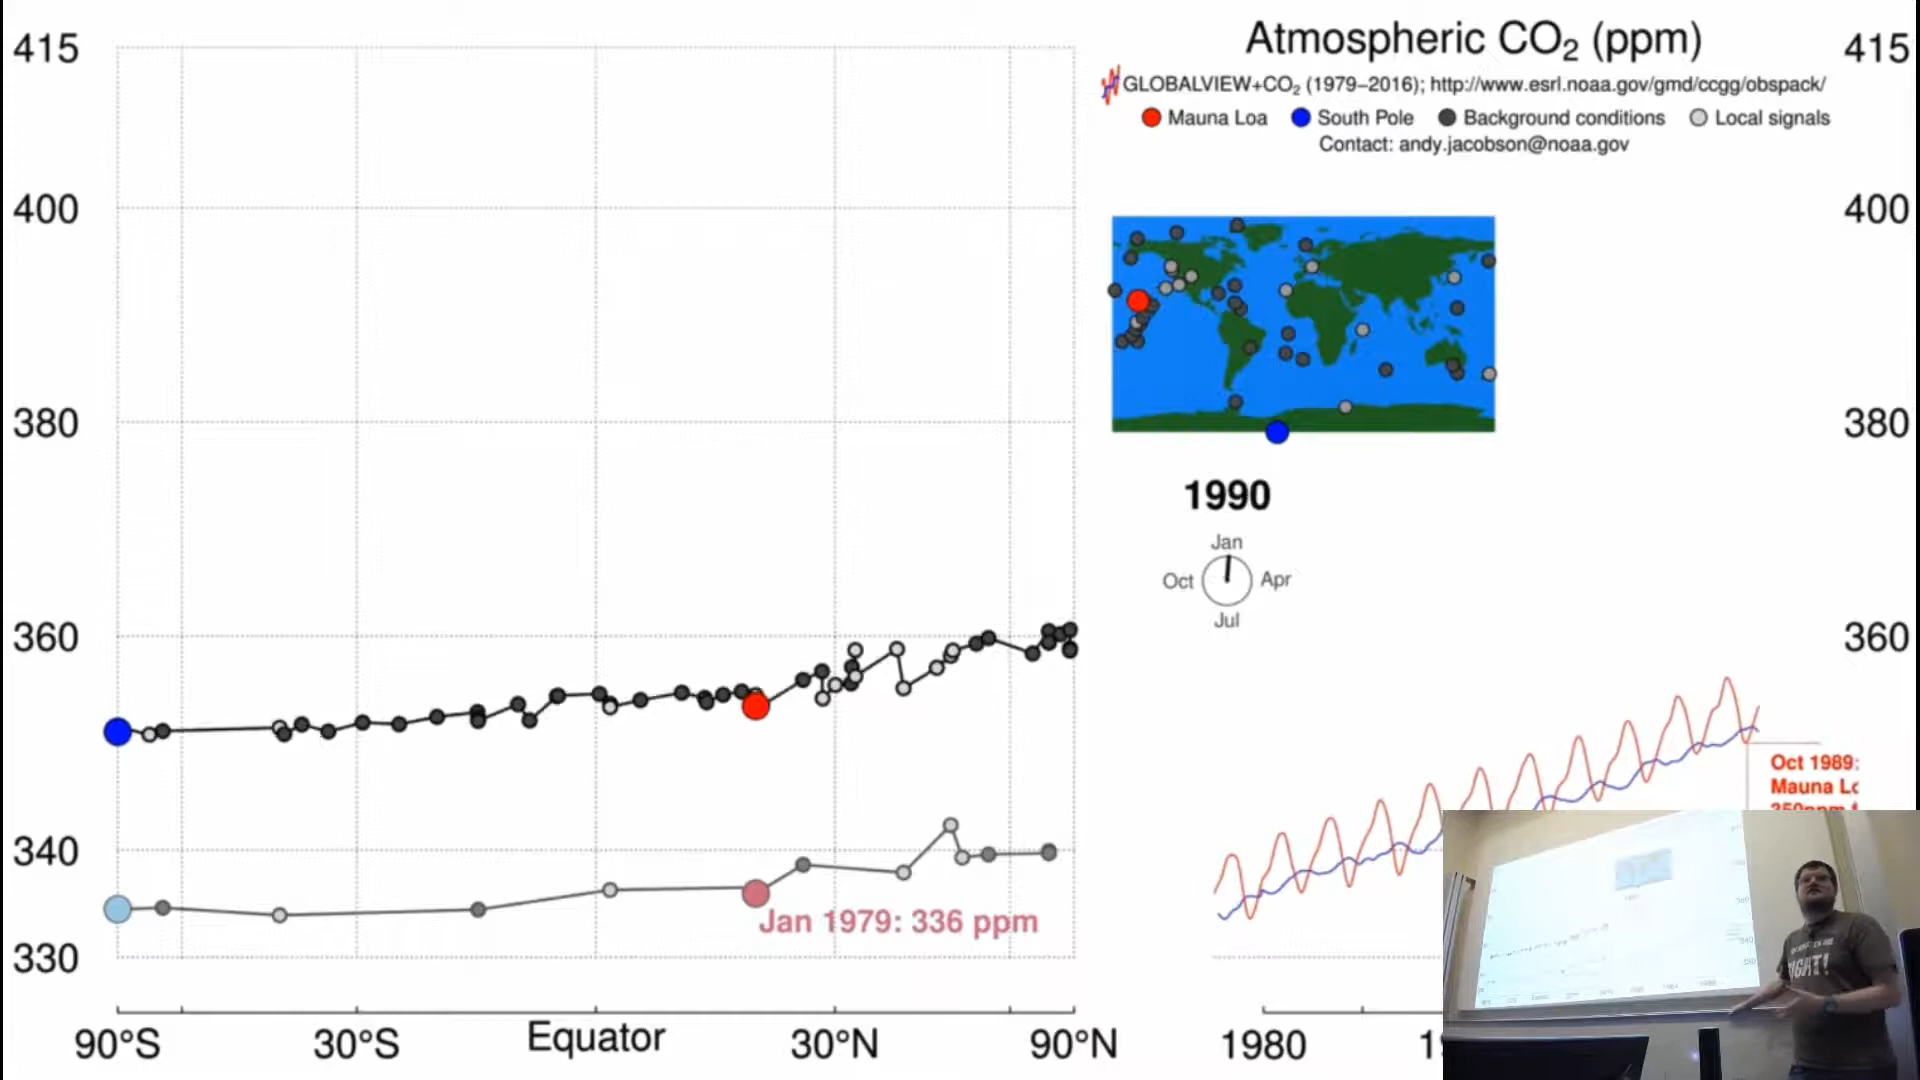 Atmospheric CO₂ (ppm)
GLOBALVIEW+CO₂ (1979–2016); http://www.esrl.noaa.gov/gmd/ccgg/obspack/
Mauna Loa South Pole Background conditions Local signals
Contact: andy.jacobson@noaa.gov
415
400
380
360
340
330
90°S 30°S Equator 30°N 90°N
Jan 1979: 336 ppm
415
400
380
360
1990
Jan
Oct Apr
Jul
Oct 1989:
Mauna
1980